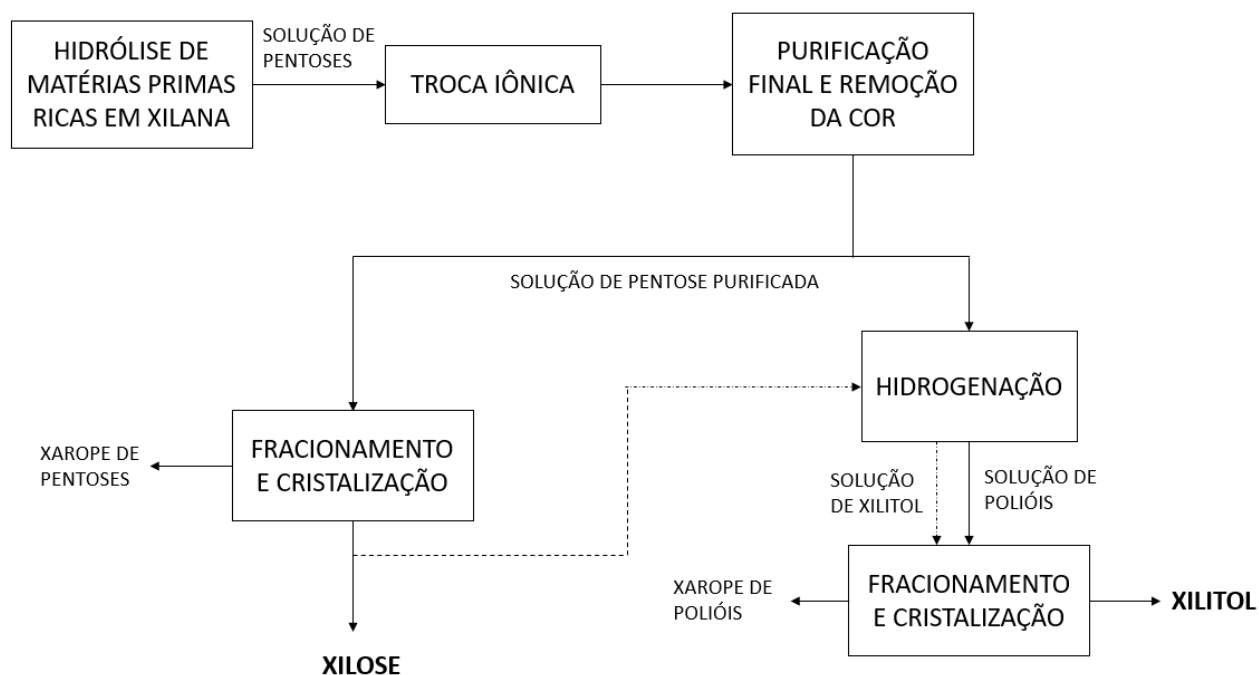 HIDRÓLISE DE
MATÉRIAS PRIMAS
RICAS EM XILANA
SOLUÇÃO DE
PENTOSES
TROCA IÔNICA
PURIFICAÇÃO
FINAL E REMOÇÃO
DA COR
SOLUÇÃO DE PENTOSE PURIFICADA
HIDROGENAÇÃO
FRACIONAMENTO
E CRISTALIZAÇÃO
XAROPE DE
PENTOSES
SOLUÇÃO
DE XILITOL
SOLUÇÃO DE
POLIÓIS
FRACIONAMENTO
E CRISTALIZAÇÃO
XAROPE DE
POLIÓIS
XILITOL
XILOSE